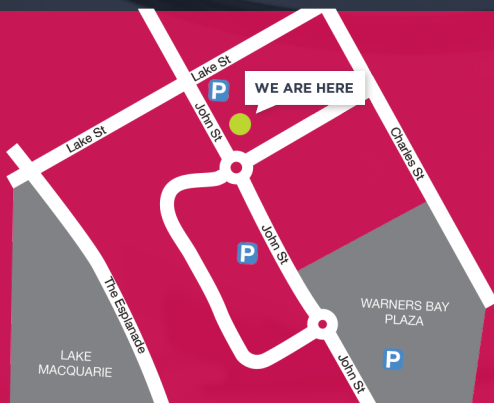 Lake St
P
WE ARE HERE
John St
Lake St
Charles St
John St
P
The Esplanade
WARNERS BAY
PLAZA
LAKE
MACQUARIE
P
John St